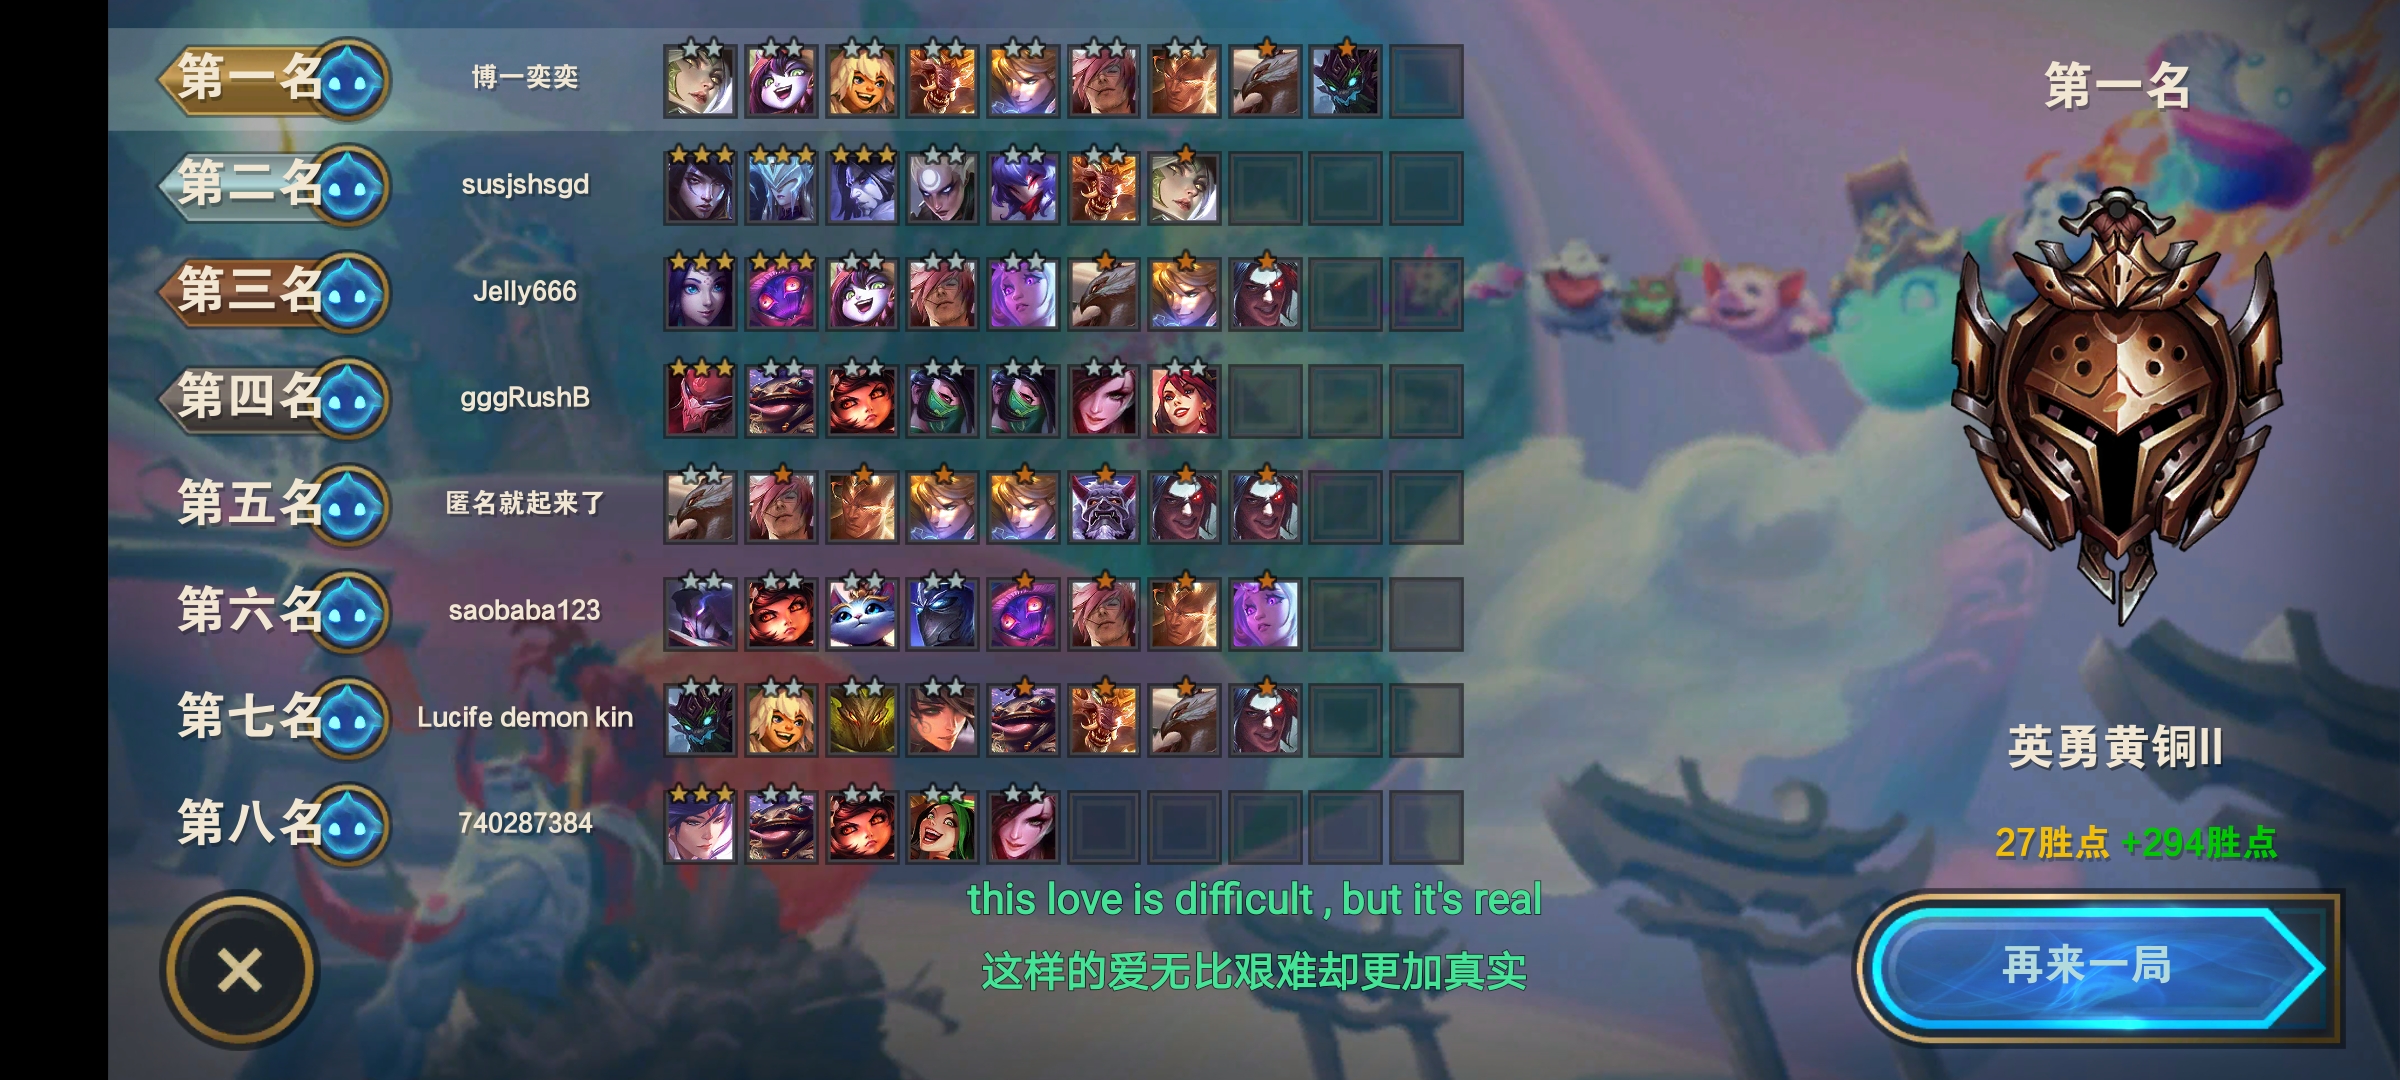 第一名 博一奕奕
第二名 susjshsgd
第三名 Jelly666
第四名 gggRushB
第五名 匿名就起来了
第六名 saobaba123
第七名 Lucife demon kin
第八名 740287384
第一名
英勇黄铜II
27胜点 +294胜点
this love is difficult , but it's real
这样的爱无比艰难却更加真实
再来一局